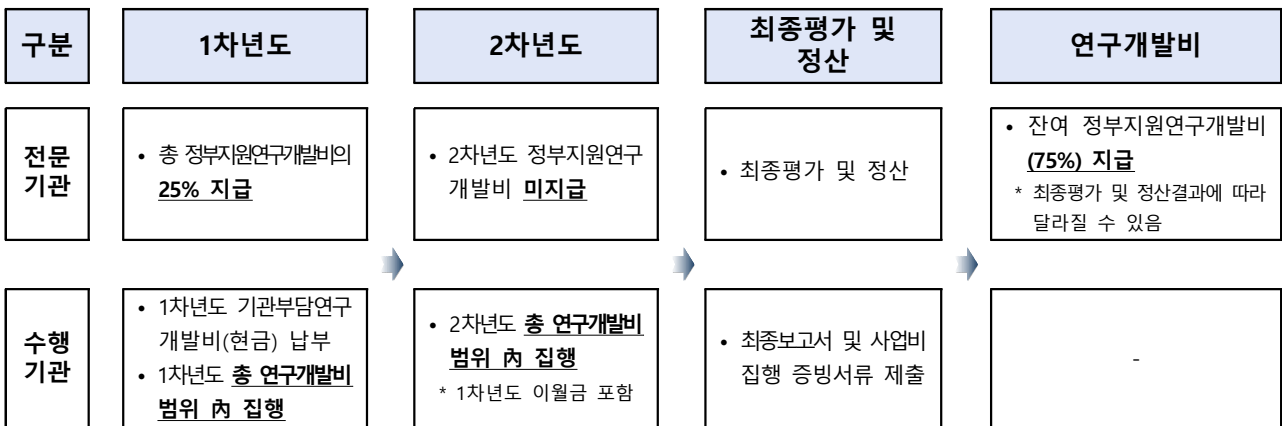 구분
1차년도
2차년도
최종평가 및
정산
연구개발비
전문
기관
• 총 정부지원연구개발비의
25% 지급
• 2차년도 정부지원연구
개발비 미지급
• 최종평가 및 정산
• 잔여 정부지원연구개발비
(75%) 지급
* 최종평가 및 정산결과에 따라
달라질 수 있음
수행
기관
• 1차년도 기관부담연구
개발비(현금) 납부
• 1차년도 총 연구개발비
범위 內 집행
• 2차년도 총 연구개발비
범위 內 집행
* 1차년도 이월금 포함
• 최종보고서 및 사업비
집행 증빙서류 제출
-